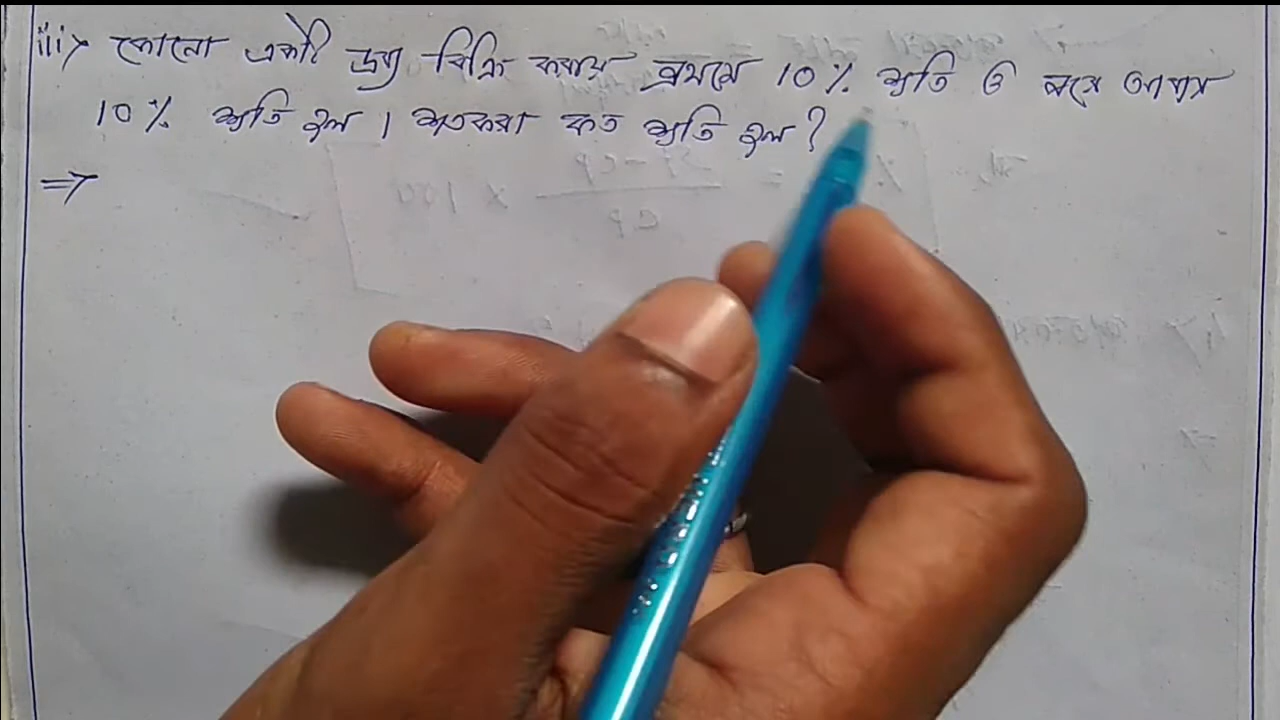 iii> কোনো একটি দ্রব্য বিক্রি করায় প্রথমে 10% ক্ষতি ও পরে আবার
10% ক্ষতি হল । শতকরা কত ক্ষতি হল ?
⇒